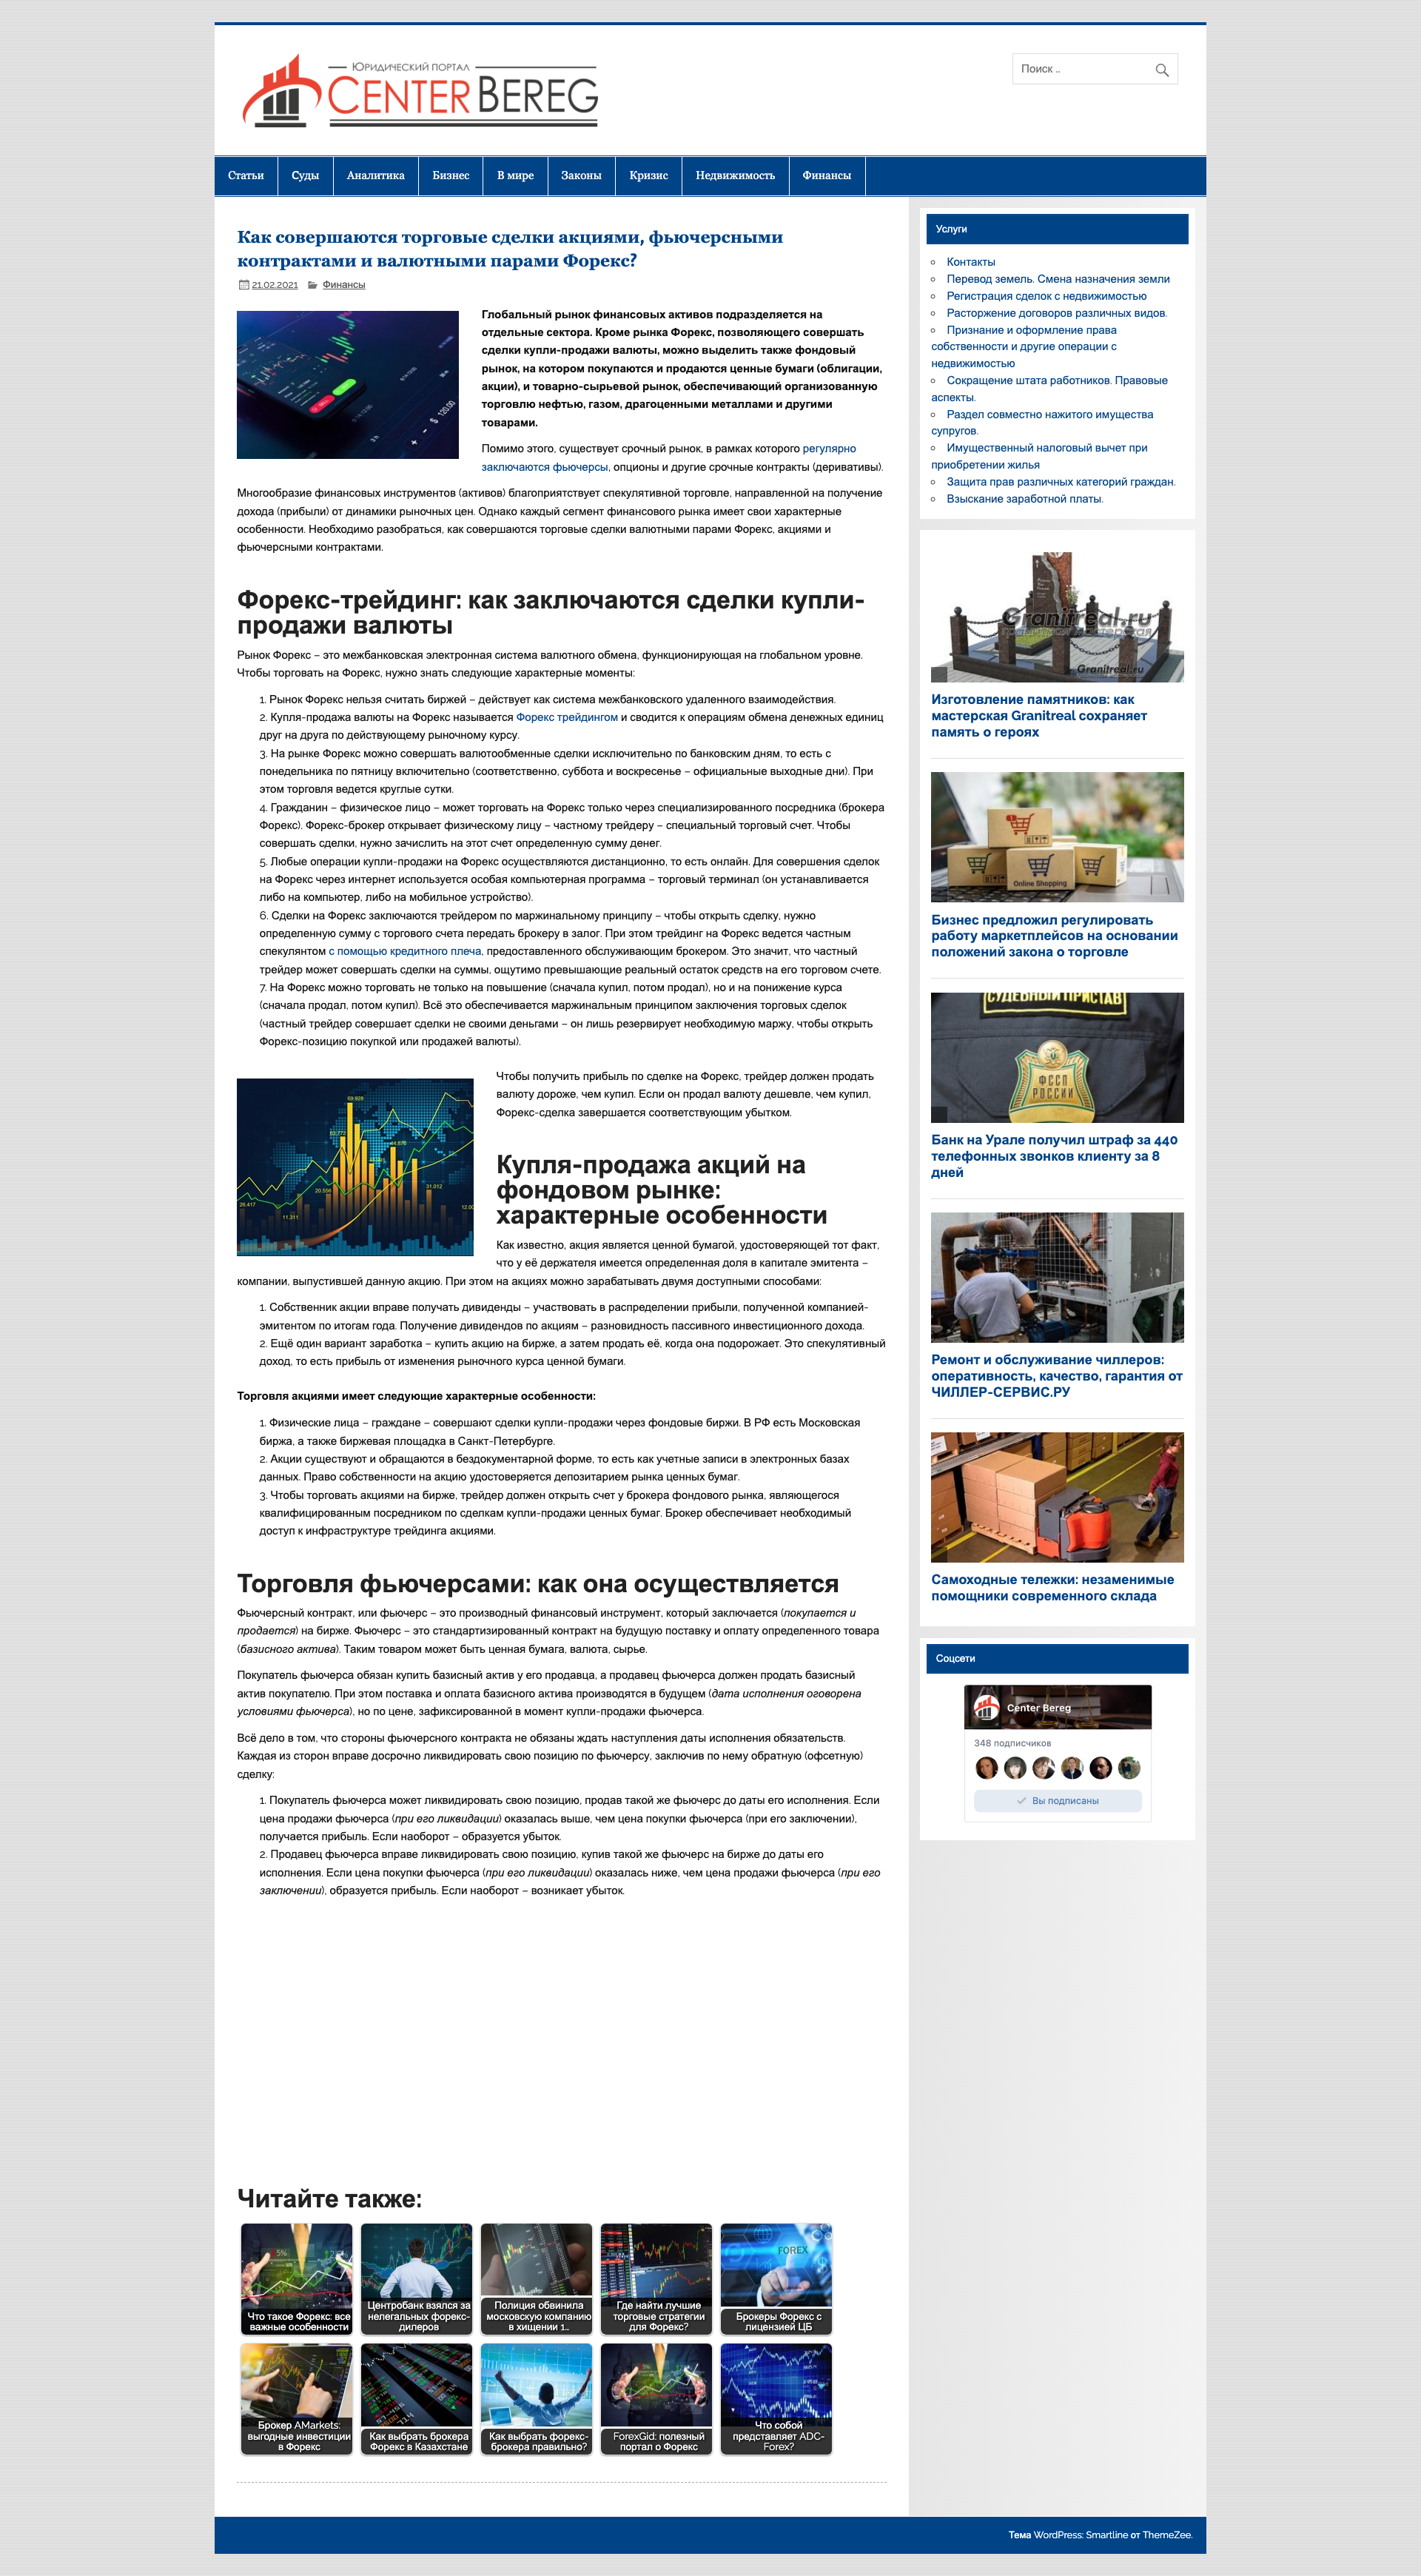 Юридический портал
CENTER BEREG
Поиск ...
Статьи
Суды
Аналитика
Бизнес
В мире
Законы
Кризис
Недвижимость
Финансы
Как совершаются торговые сделки акциями, фьючерсными
контрактами и валютными парами Форекс?
21.02.2021 Финансы
Глобальный рынок финансовых активов подразделяется на
отдельные сектора. Кроме рынка Форекс, позволяющего совершать
сделки купли-продажи валюты, можно выделить также фондовый
рынок, на котором покупаются и продаются ценные бумаги (облигации,
акции), и товарно-сырьевой рынок, обеспечивающий организованную
торговлю нефтью, газом, драгоценными металлами и другими
товарами.
Помимо этого, существует срочный рынок, в рамках которого регулярно
заключаются фьючерсы, опционы и другие срочные контракты (деривативы).
Многообразие финансовых инструментов (активов) благоприятствует спекулятивной торговле, направленной на получение
дохода (прибыли) от динамики рыночных цен. Однако каждый сегмент финансового рынка имеет свои характерные
особенности. Необходимо разобраться, как совершаются торговые сделки валютными парами Форекс, акциями и
фьючерсными контрактами.
Форекс-трейдинг: как заключаются сделки купли-
продажи валюты
Рынок Форекс – это межбанковская электронная система валютного обмена, функционирующая на глобальном уровне.
Чтобы торговать на Форекс, нужно знать следующие характерные моменты:
1. Рынок Форекс нельзя считать биржей – действует как система межбанковского удаленного взаимодействия.
2. Купля-продажа валюты на Форекс называется Форекс трейдингом и сводится к операциям обмена денежных единиц
друг на друга по действующему рыночному курсу.
3. На рынке Форекс можно совершать валютообменные сделки исключительно по банковским дням, то есть с
понедельника по пятницу включительно (соответственно, суббота и воскресенье – официальные выходные дни). При
этом торговля ведется круглые сутки.
4. Гражданин – физическое лицо – может торговать на Форекс только через специализированного посредника (брокера
Форекс). Форекс-брокер открывает физическому лицу – частному трейдеру – специальный торговый счет. Чтобы
совершать сделки, нужно зачислить на этот счет определенную сумму денег.
5. Любые операции купли-продажи на Форекс осуществляются дистанционно, то есть онлайн. Для совершения сделок
на Форекс через интернет используется особая компьютерная программа – торговый терминал (он устанавливается
либо на компьютер, либо на мобильное устройство).
6. Сделки на Форекс заключаются трейдером по маржинальному принципу – чтобы открыть сделку, нужно
определенную сумму с торгового счета передать брокеру в залог. При этом трейдинг на Форекс ведется частным
спекулянтом с помощью кредитного плеча, предоставленного обслуживающим брокером. Это значит, что частный
трейдер может совершать сделки на суммы, ощутимо превышающие реальный остаток средств на его торговом счете.
7. На Форекс можно торговать не только на повышение (сначала купил, потом продал), но и на понижение курса
(сначала продал, потом купил). Всё это обеспечивается маржинальным принципом заключения торговых сделок
(частный трейдер совершает сделки не своими деньгами – он лишь резервирует необходимую маржу, чтобы открыть
Форекс-позицию покупкой или продажей валюты).
Чтобы получить прибыль по сделке на Форекс, трейдер должен продать
валюту дороже, чем купил. Если он продал валюту дешевле, чем купил,
Форекс-сделка завершается соответствующим убытком.
Купля-продажа акций на
фондовом рынке:
характерные особенности
Как известно, акция является ценной бумагой, удостоверяющей тот факт,
что у её держателя имеется определенная доля в капитале эмитента –
компании, выпустившей данную акцию. При этом на акциях можно зарабатывать двумя доступными способами:
1. Собственник акции вправе получать дивиденды – участвовать в распределении прибыли, полученной компанией-
эмитентом по итогам года. Получение дивидендов по акциям – разновидность пассивного инвестиционного дохода.
2. Ещё один вариант заработка – купить акцию на бирже, а затем продать её, когда она подорожает. Это спекулятивный
доход, то есть прибыль от изменения рыночного курса ценной бумаги.
Торговля акциями имеет следующие характерные особенности:
1. Физические лица – граждане – совершают сделки купли-продажи через фондовые биржи. В РФ есть Московская
биржа, а также биржевая площадка в Санкт-Петербурге.
2. Акции существуют и обращаются в бездокументарной форме, то есть как учетные записи в электронных базах
данных. Право собственности на акцию удостоверяется депозитарием рынка ценных бумаг.
3. Чтобы торговать акциями на бирже, трейдер должен открыть счет у брокера фондового рынка, являющегося
квалифицированным посредником по сделкам купли-продажи ценных бумаг. Брокер обеспечивает необходимый
доступ к инфраструктуре трейдинга акциями.
Торговля фьючерсами: как она осуществляется
Фьючерсный контракт, или фьючерс – это производный финансовый инструмент, который заключается (покупается и
продается) на бирже. Фьючерс – это стандартизированный контракт на будущую поставку и оплату определенного товара
(базисного актива). Таким товаром может быть ценная бумага, валюта, сырье.
Покупатель фьючерса обязан купить базисный актив у его продавца, а продавец фьючерса должен продать базисный
актив покупателю. При этом поставка и оплата базисного актива производятся в будущем (дата исполнения оговорена
условиями фьючерса), но по цене, зафиксированной в момент купли-продажи фьючерса.
Всё дело в том, что стороны фьючерсного контракта не обязаны ждать наступления даты исполнения обязательств.
Каждая из сторон вправе досрочно ликвидировать свою позицию по фьючерсу, заключив по нему обратную (офсетную)
сделку:
1. Покупатель фьючерса может ликвидировать свою позицию, продав такой же фьючерс до даты его исполнения. Если
цена продажи фьючерса (при его ликвидации) оказалась выше, чем цена покупки фьючерса (при его заключении),
получается прибыль. Если наоборот – образуется убыток.
2. Продавец фьючерса вправе ликвидировать свою позицию, купив такой же фьючерс на бирже до даты его
исполнения. Если цена покупки фьючерса (при его ликвидации) оказалась ниже, чем цена продажи фьючерса (при его
заключении), образуется прибыль. Если наоборот – возникает убыток.
Читайте также:
Что такое Форекс: все
важные особенности
Центробанк взялся за
нелегальных форекс-
дилеров
Полиция обвинила
московскую компанию
в хищении 1...
Где найти лучшие
торговые стратегии
для Форекс?
FOREX
Брокеры Форекс с
лицензией ЦБ
Брокер AMarkets:
выгодные инвестиции
в Форекс
Как выбрать брокера
Форекс в Казахстане
Как выбрать форекс-
брокера правильно?
ForexGid: полезный
портал о Форекс
Что собой
представляет ADC-
Forex?
Услуги
Контакты
Перевод земель. Смена назначения земли
Регистрация сделок с недвижимостью
Расторжение договоров различных видов.
Признание и оформление права
собственности и другие операции с
недвижимостью
Сокращение штата работников. Правовые
аспекты.
Раздел совместно нажитого имущества
супругов.
Имущественный налоговый вычет при
приобретении жилья
Защита прав различных категорий граждан.
Взыскание заработной платы.
Granitreal.ru
Granitreal.ru
Изготовление памятников: как
мастерская Granitreal сохраняет
память о героях
Online Shopping
Бизнес предложил регулировать
работу маркетплейсов на основании
положений закона о торговле
СУДЕБНЫЙ ПРИСТАВ
ФССП
РОССИИ
Банк на Урале получил штраф за 440
телефонных звонков клиенту за 8
дней
Ремонт и обслуживание чиллеров:
оперативность, качество, гарантия от
ЧИЛЛЕР-СЕРВИС.РУ
Самоходные тележки: незаменимые
помощники современного склада
Соцсети
Center Bereg
348 подписчиков
Вы подписаны
Тема WordPress: Smartline от ThemeZee.